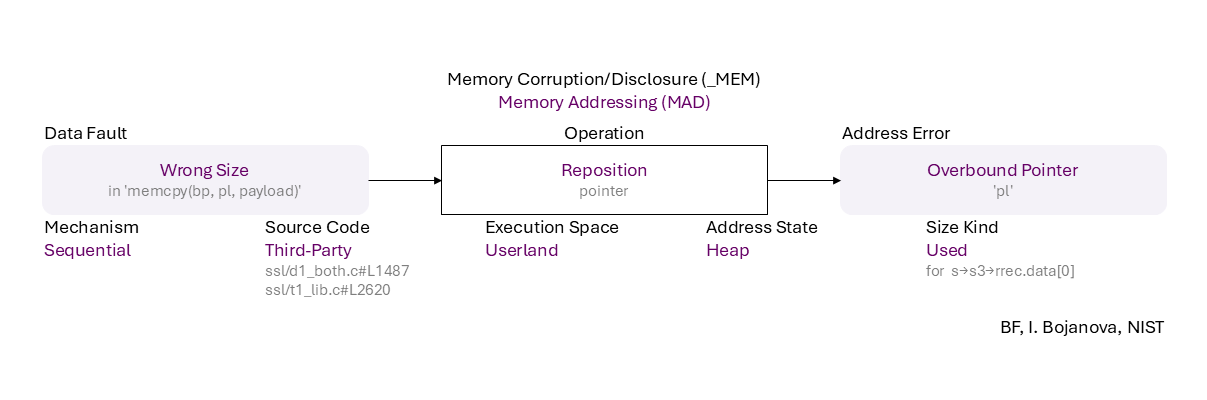 Memory Corruption/Disclosure (_MEM)
Memory Addressing (MAD)
Data Fault
Operation
Address Error
Wrong Size
in 'memcpy(bp, pl, payload)'
Reposition
pointer
Overbound Pointer
'pl'
Mechanism
Sequential
Source Code
Third-Party
ssl/d1_both.c#L1487
ssl/t1_lib.c#L2620
Execution Space
Userland
Address State
Heap
Size Kind
Used
for s→s3→rrec.data[0]
BF, I. Bojanova, NIST